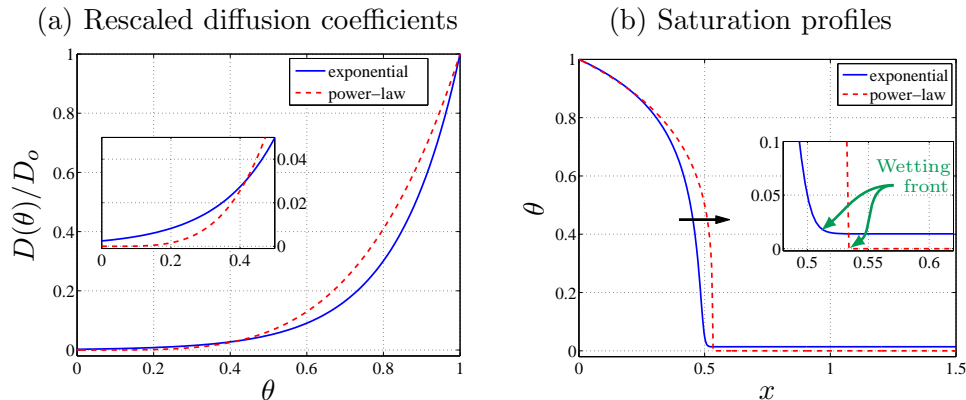 (a) Rescaled diffusion coefficients
D(θ)/D_o
1
0.8
0.6
0.4
0.2
0
0 0.2 0.4 0.6 0.8 1
θ
exponential
power−law
0.04
0.02
0
0 0.2 0.4
(b) Saturation profiles
θ
1
0.8
0.6
0.4
0.2
0
0 0.5 1 1.5
x
exponential
power−law
0.1
0.05
0
0.5 0.55 0.6
Wetting
front